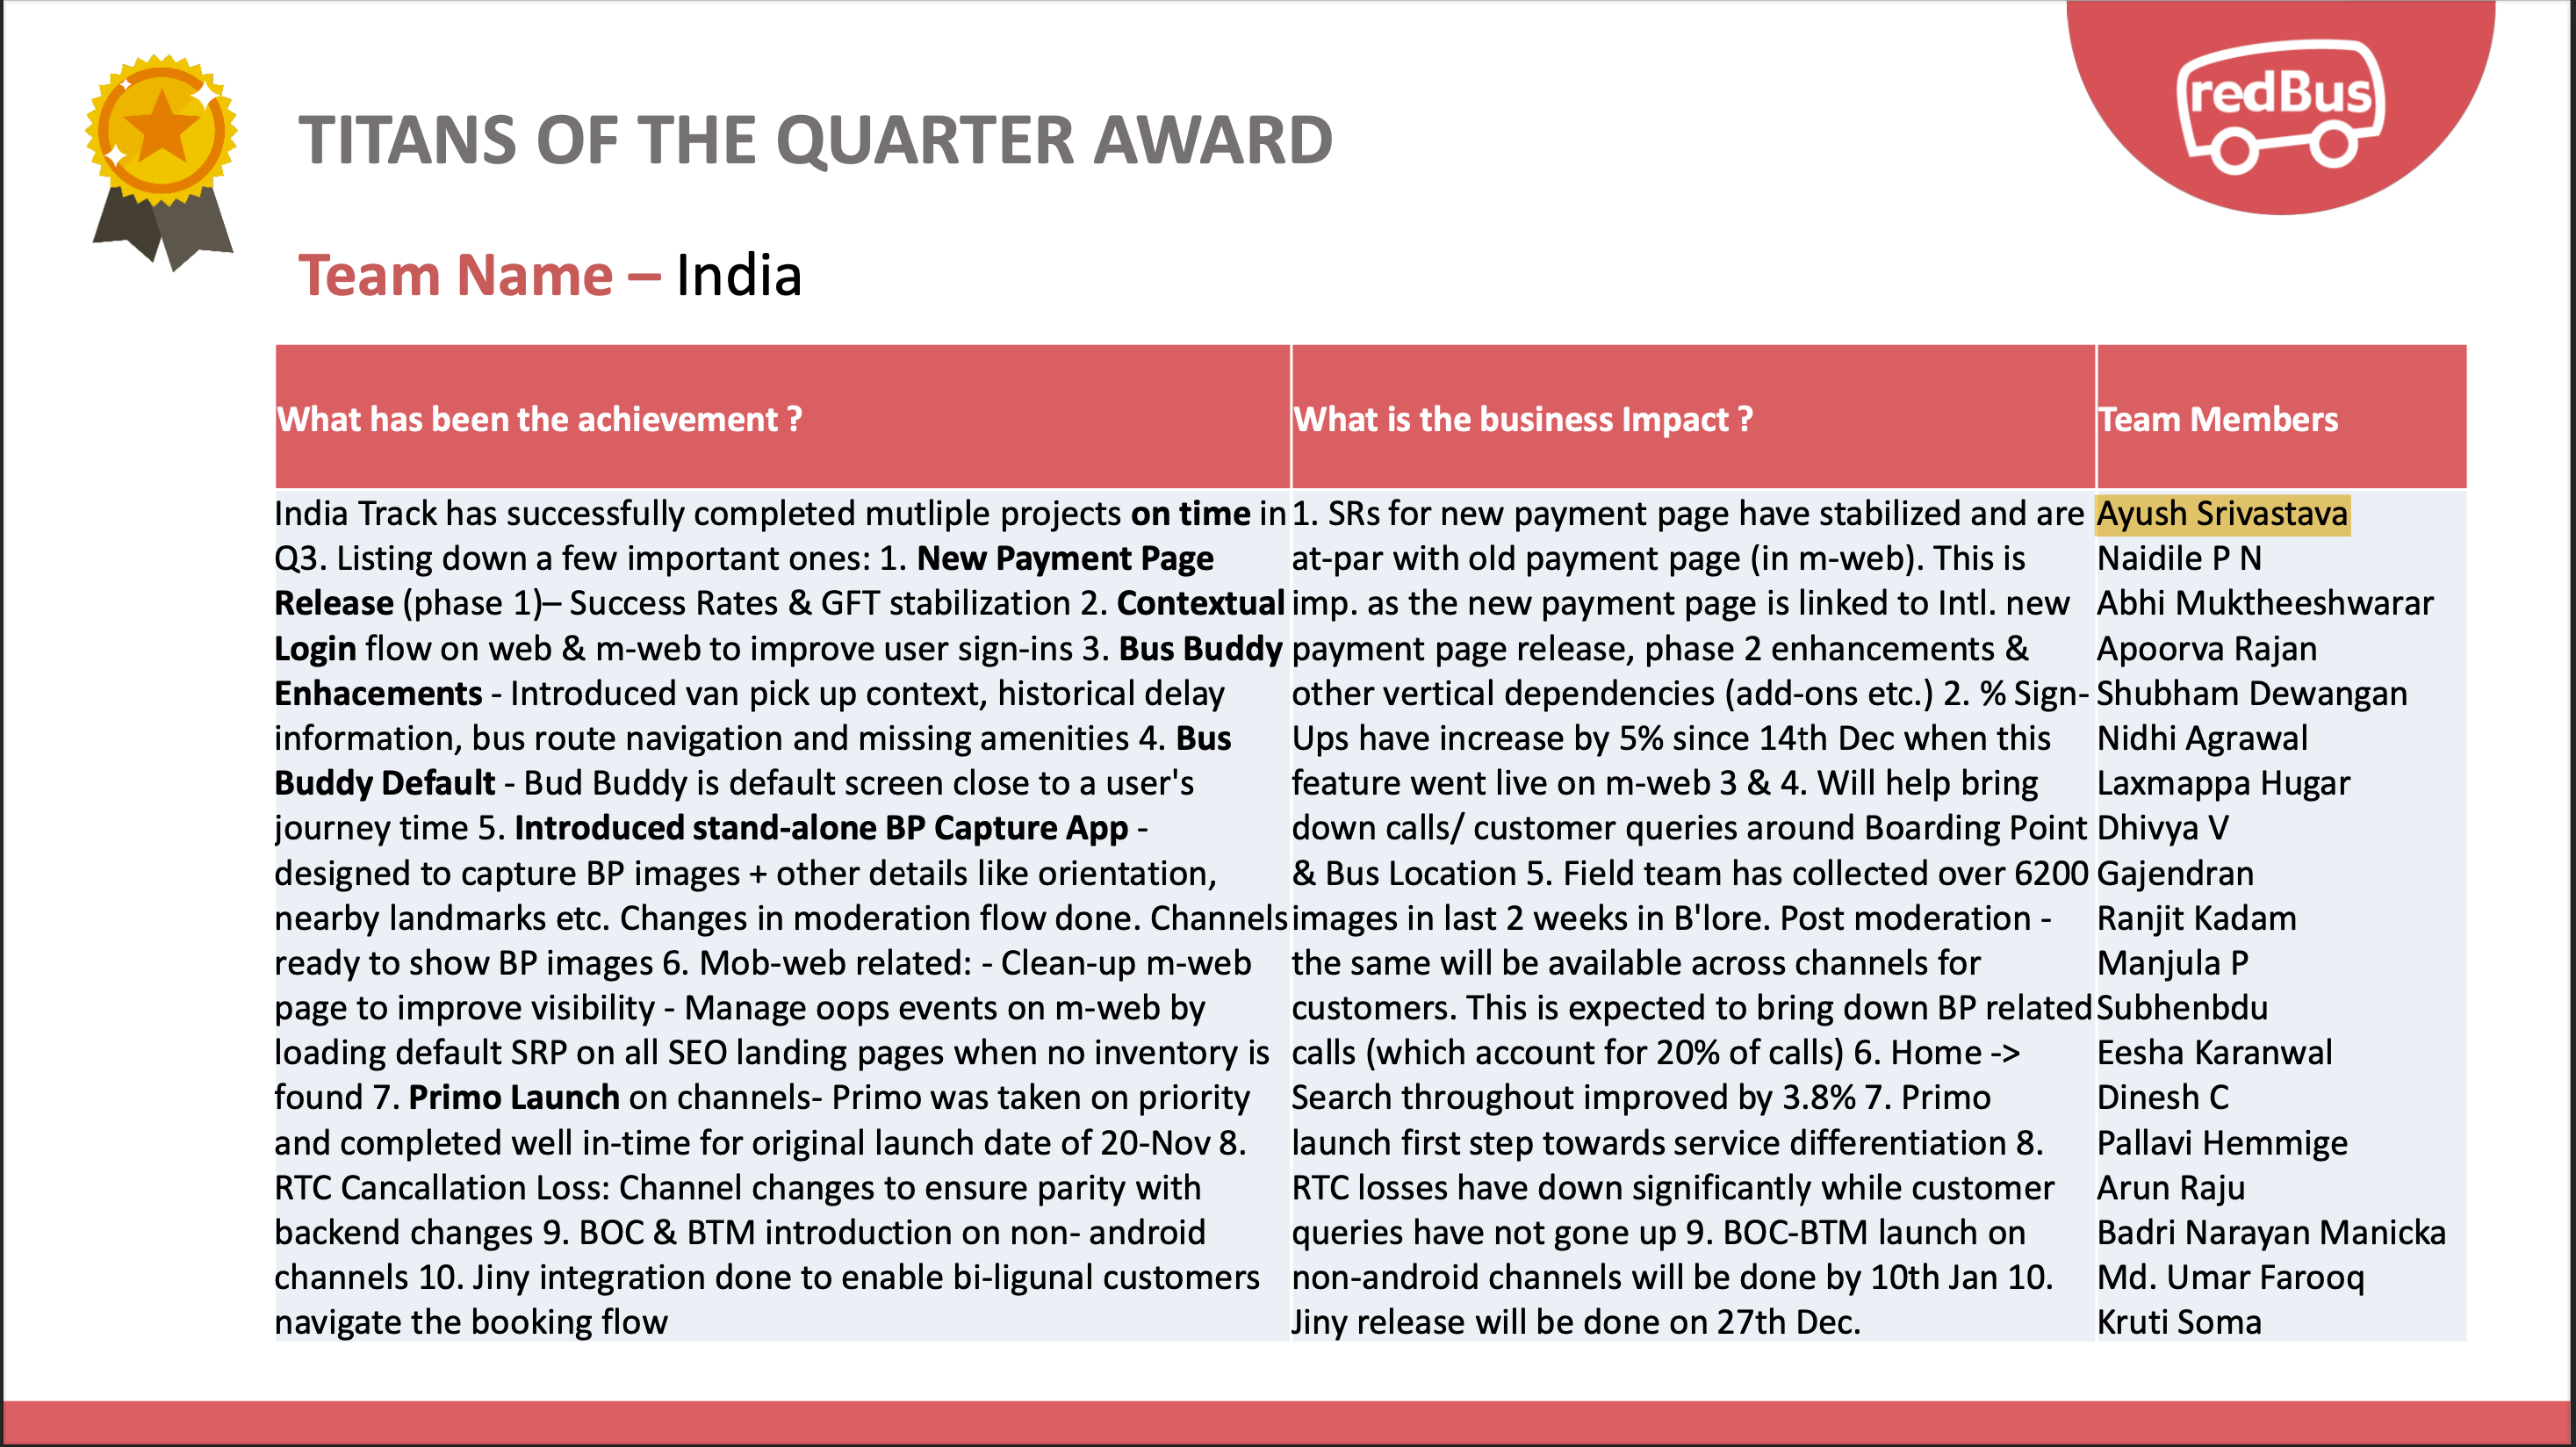 redBus
TITANS OF THE QUARTER AWARD
Team Name – India
What has been the achievement ?
India Track has successfully completed mutliple projects on time in
Q3. Listing down a few important ones: 1. New Payment Page
Release (phase 1)– Success Rates & GFT stabilization 2. Contextual
Login flow on web & m-web to improve user sign-ins 3. Bus Buddy
Enhacements - Introduced van pick up context, historical delay
information, bus route navigation and missing amenities 4. Bus
Buddy Default - Bud Buddy is default screen close to a user's
journey time 5. Introduced stand-alone BP Capture App -
designed to capture BP images + other details like orientation,
nearby landmarks etc. Changes in moderation flow done. Channels
ready to show BP images 6. Mob-web related: - Clean-up m-web
page to improve visibility - Manage oops events on m-web by
loading default SRP on all SEO landing pages when no inventory is
found 7. Primo Launch on channels- Primo was taken on priority
and completed well in-time for original launch date of 20-Nov 8.
RTC Cancallation Loss: Channel changes to ensure parity with
backend changes 9. BOC & BTM introduction on non- android
channels 10. Jiny integration done to enable bi-ligunal customers
navigate the booking flow
What is the business Impact ?
1. SRs for new payment page have stabilized and are
at-par with old payment page (in m-web). This is
imp. as the new payment page is linked to Intl. new
payment page release, phase 2 enhancements &
other vertical dependencies (add-ons etc.) 2. % Sign-
Ups have increase by 5% since 14th Dec when this
feature went live on m-web 3 & 4. Will help bring
down calls/ customer queries around Boarding Point
& Bus Location 5. Field team has collected over 6200
images in last 2 weeks in B'lore. Post moderation -
the same will be available across channels for
customers. This is expected to bring down BP related
calls (which account for 20% of calls) 6. Home ->
Search throughout improved by 3.8% 7. Primo
launch first step towards service differentiation 8.
RTC losses have down significantly while customer
queries have not gone up 9. BOC-BTM launch on
non-android channels will be done by 10th Jan 10.
Jiny release will be done on 27th Dec.
Team Members
Ayush Srivastava
Naidile P N
Abhi Muktheeshwarar
Apoorva Rajan
Shubham Dewangan
Nidhi Agrawal
Laxmappa Hugar
Dhivya V
Gajendran
Ranjit Kadam
Manjula P
Subhenbdu
Eesha Karanwal
Dinesh C
Pallavi Hemmige
Arun Raju
Badri Narayan Manicka
Md. Umar Farooq
Kruti Soma